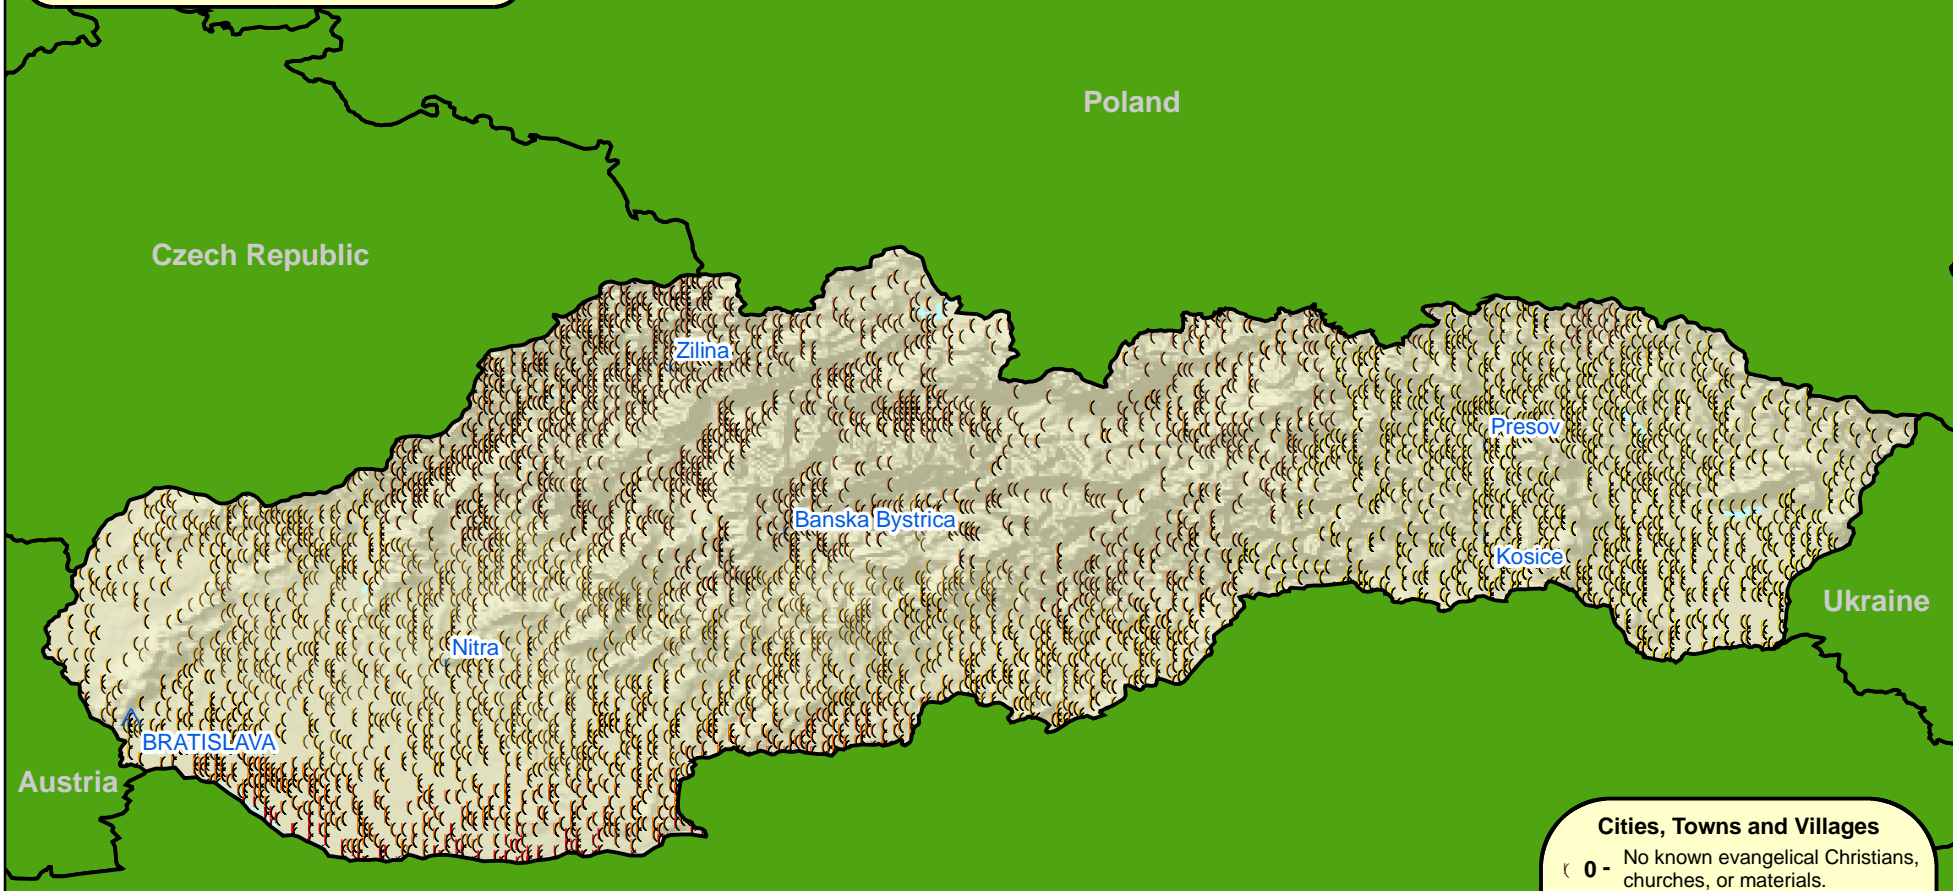 Poland
Czech Republic
Zilina
Presov
Banska Bystrica
Kosice
Ukraine
Nitra
BRATISLAVA
Austria
Cities, Towns and Villages
0 - No known evangelical Christians,
churches, or materials.